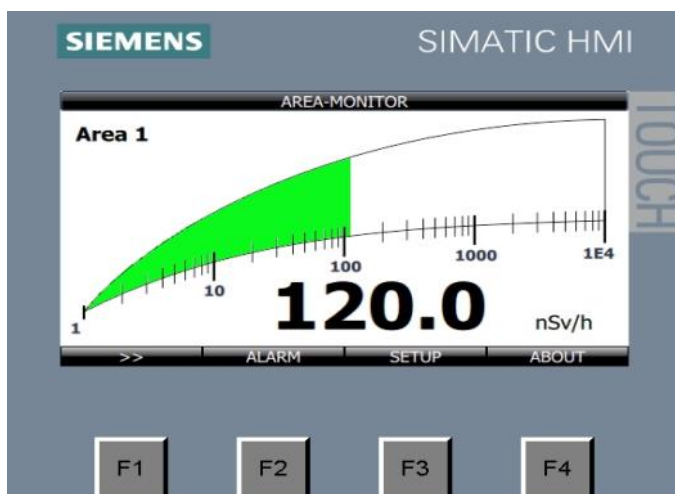 SIEMENS
SIMATIC HMI
TOUCH
AREA-MONITOR
Area 1
1
10
100
1000
1E4
120.0 nSv/h
>> ALARM SETUP ABOUT
F1 F2 F3 F4